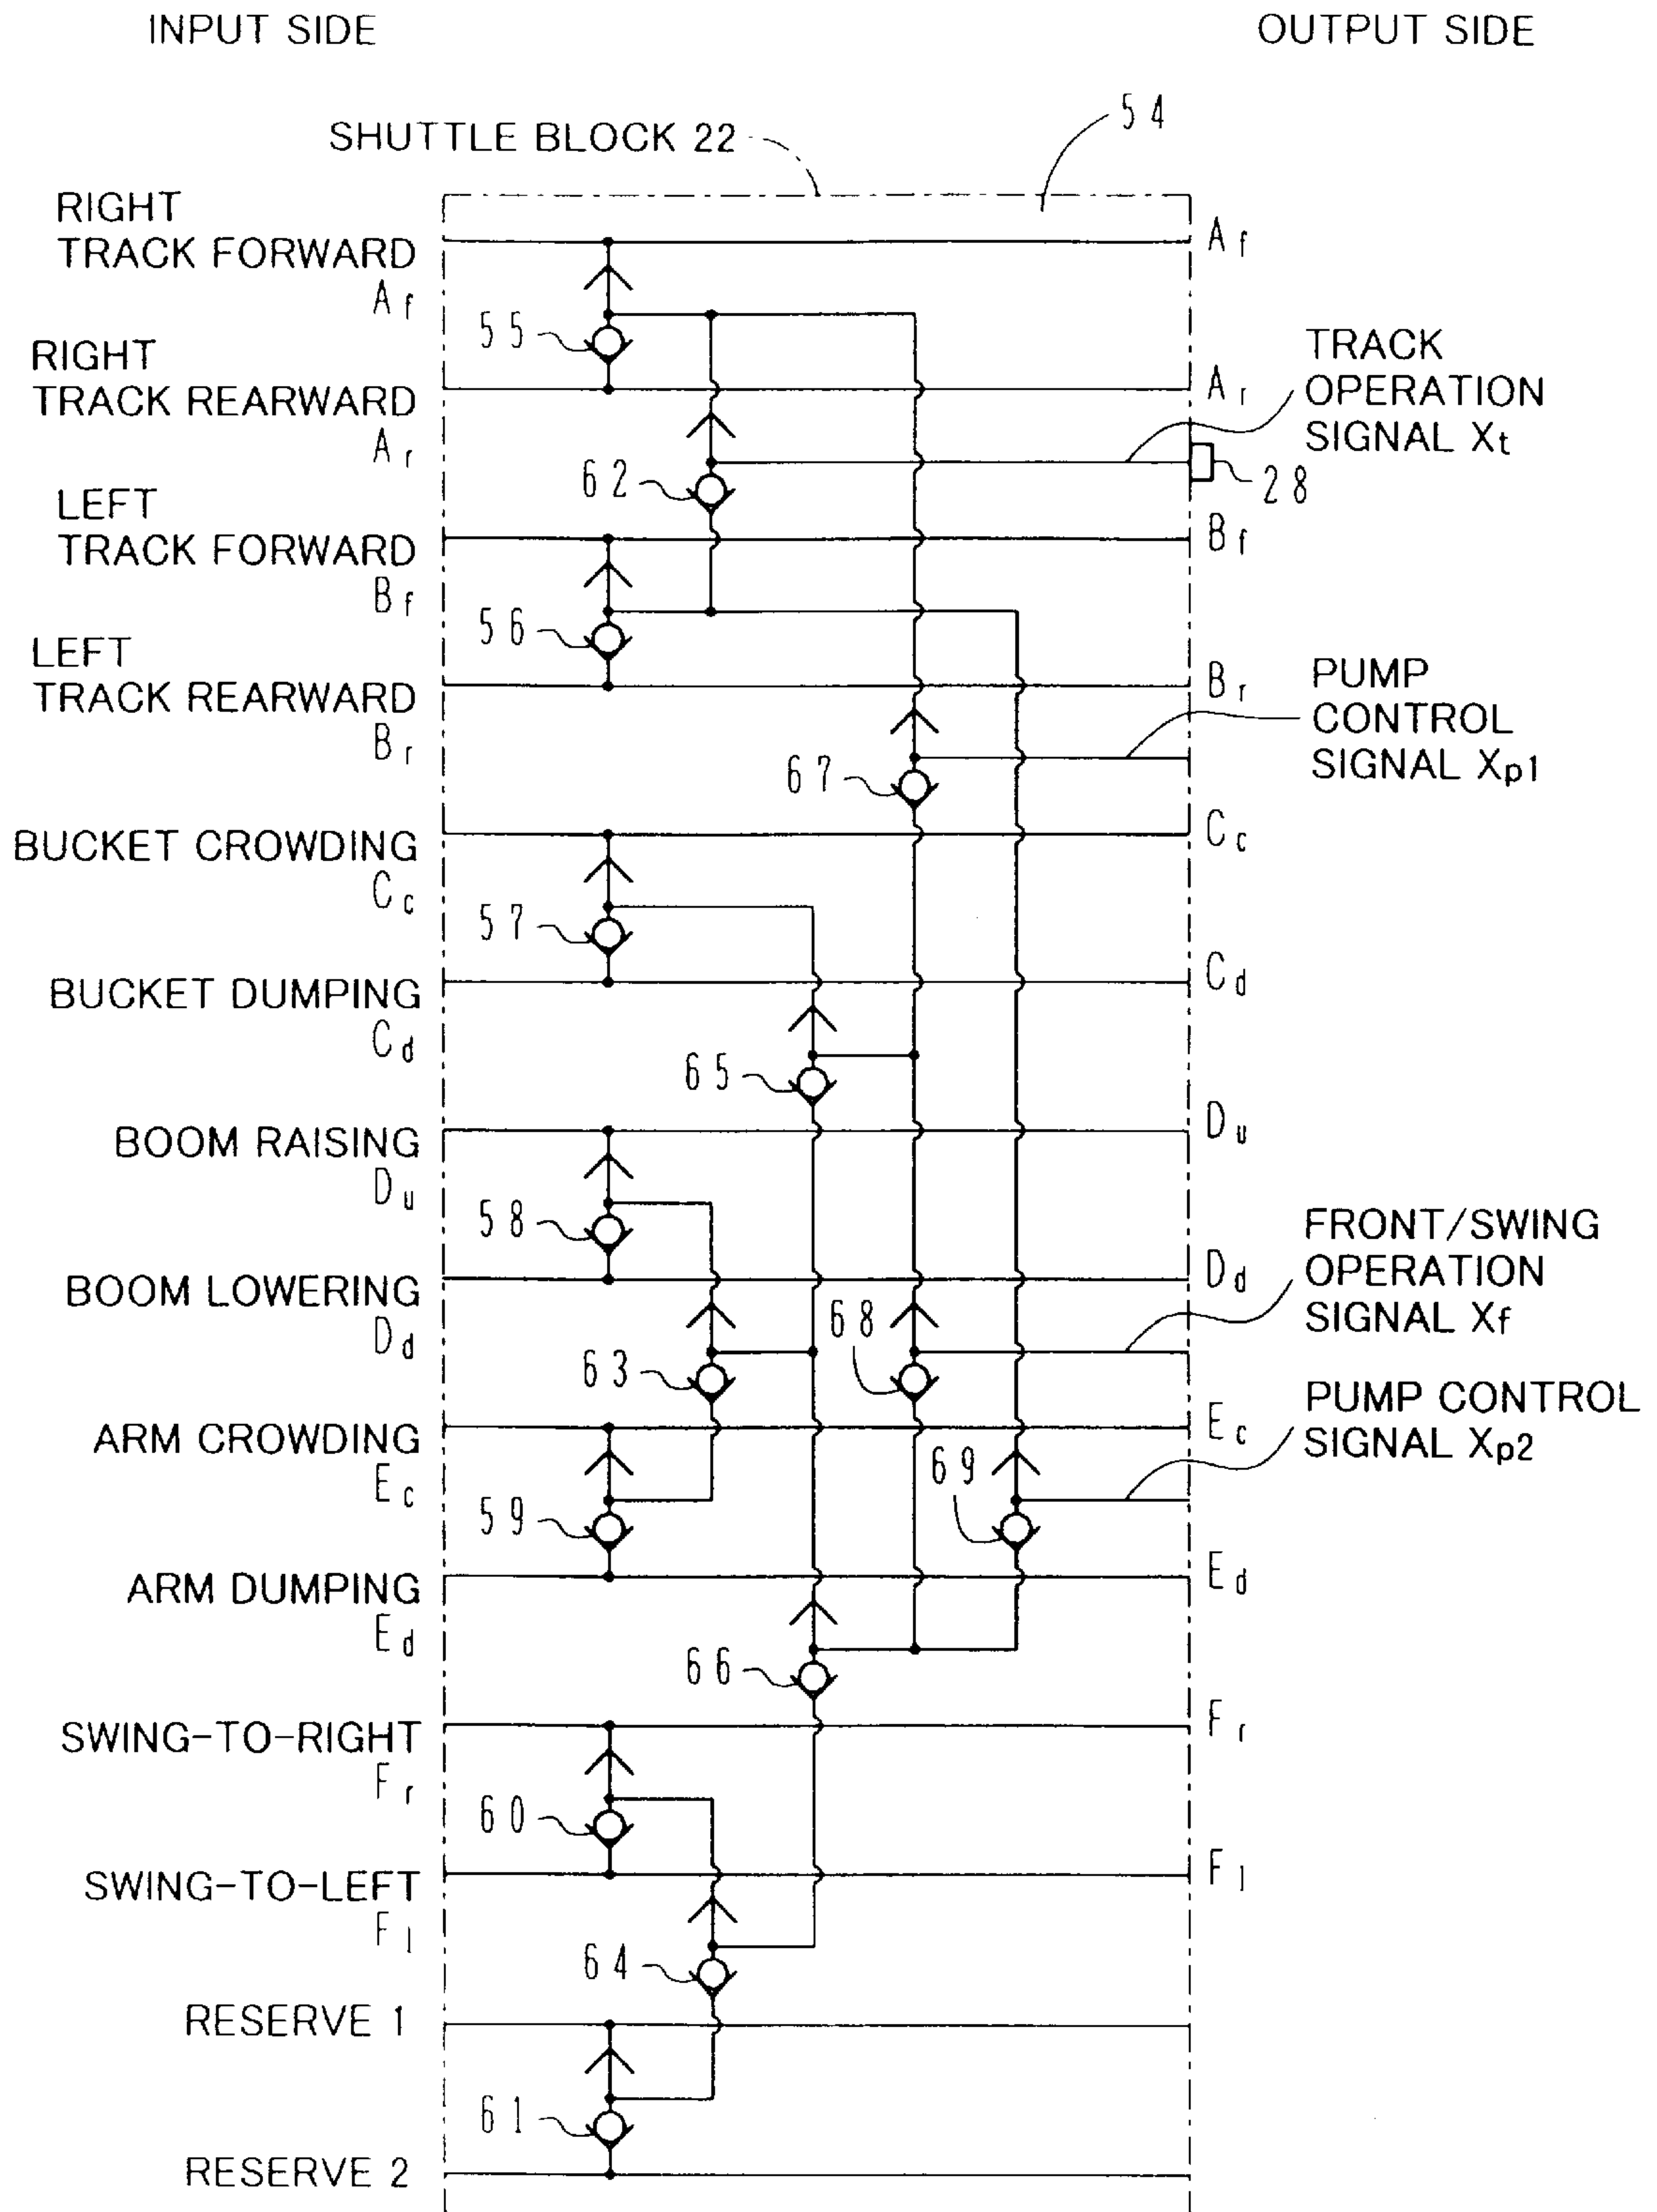 INPUT SIDE
OUTPUT SIDE
54
SHUTTLE BLOCK 22
RIGHT
TRACK FORWARD
Af
Af
55
RIGHT
TRACK REARWARD
Ar
Ar
TRACK
OPERATION
SIGNAL Xt
62
28
LEFT
TRACK FORWARD
Bf
Bf
56
LEFT
TRACK REARWARD
Br
Br
PUMP
CONTROL
SIGNAL Xp1
67
BUCKET CROWDING
Cc
Cc
57
BUCKET DUMPING
Cd
Cd
65
BOOM RAISING
Du
Du
58
FRONT/SWING
OPERATION
SIGNAL Xf
BOOM LOWERING
Dd
Dd
68
63
ARM CROWDING
Ec
Ec
PUMP CONTROL
SIGNAL Xp2
69
59
ARM DUMPING
Ed
Ed
66
SWING-TO-RIGHT
Fr
Fr
60
SWING-TO-LEFT
Fl
Fl
64
RESERVE 1
61
RESERVE 2